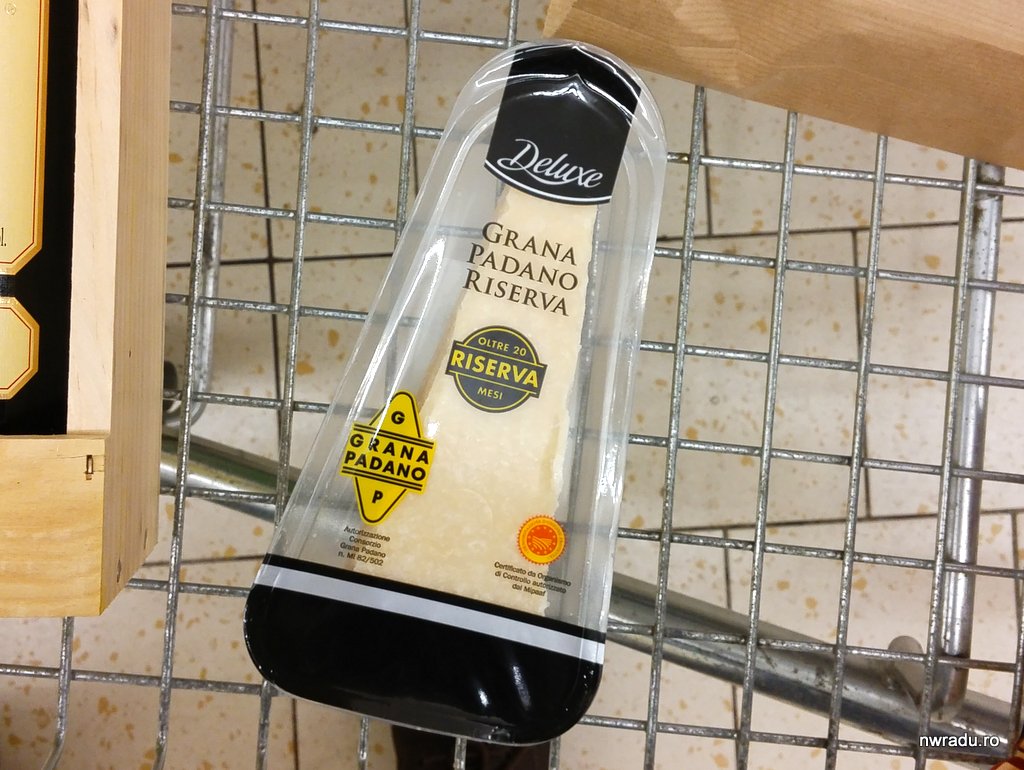 Deluxe
GRANA
PADANO
RISERVA
OLTRE 20
RISERVA
MESI
G
GRANA
PADANO
P
Autorizzazione
Consorzio
Grana Padano
n. MI 82/502
Certificato da Organismo
di Controllo autorizzato
dal Mipaaf
nwradu.ro